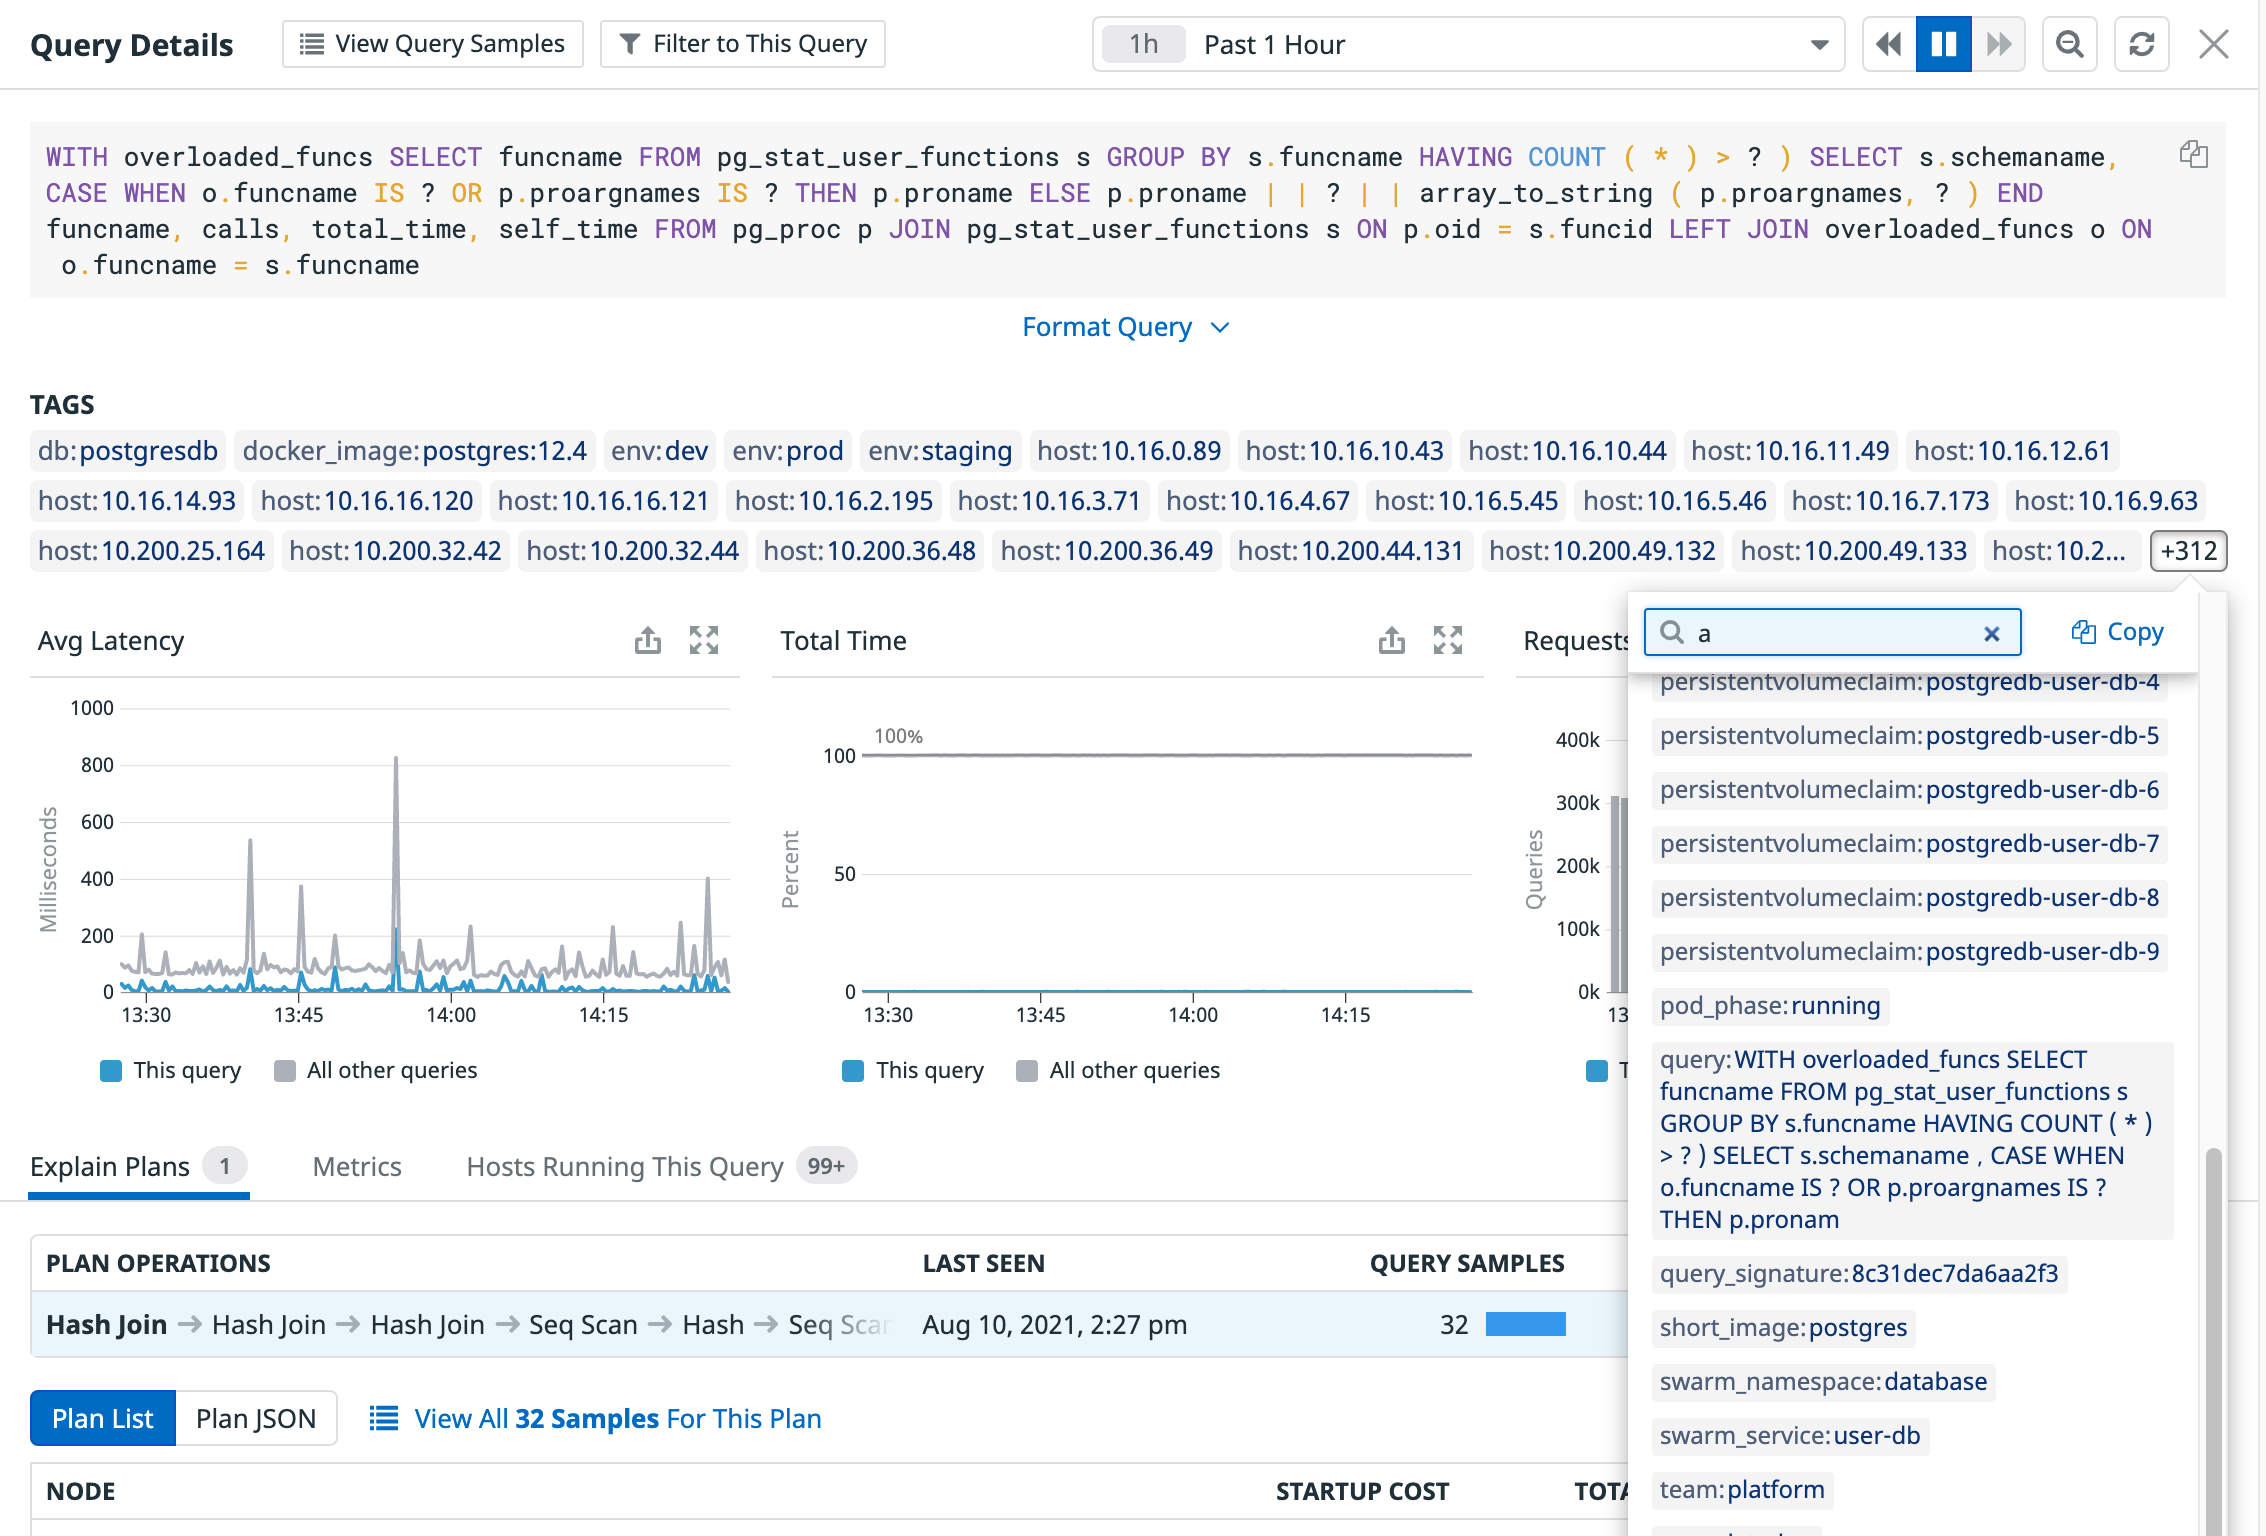 Query Details
View Query Samples
Filter to This Query
1h Past 1 Hour
WITH overloaded_funcs SELECT funcname FROM pg_stat_user_functions s GROUP BY s.funcname HAVING COUNT ( * ) > ? ) SELECT s.schemaname,
CASE WHEN o.funcname IS ? OR p.proargnames IS ? THEN p.proname ELSE p.proname | | ? | | array_to_string ( p.proargnames, ? ) END
funcname, calls, total_time, self_time FROM pg_proc p JOIN pg_stat_user_functions s ON p.oid = s.funcid LEFT JOIN overloaded_funcs o ON
o.funcname = s.funcname
Format Query
TAGS
db:postgresdb docker_image:postgres:12.4 env:dev env:prod env:staging host:10.16.0.89 host:10.16.10.43 host:10.16.10.44 host:10.16.11.49 host:10.16.12.61
host:10.16.14.93 host:10.16.16.120 host:10.16.16.121 host:10.16.2.195 host:10.16.3.71 host:10.16.4.67 host:10.16.5.45 host:10.16.5.46 host:10.16.7.173 host:10.16.9.63
host:10.200.25.164 host:10.200.32.42 host:10.200.32.44 host:10.200.36.48 host:10.200.36.49 host:10.200.44.131 host:10.200.49.132 host:10.200.49.133 host:10.2... +312
Avg Latency
Milliseconds
1000
800
600
400
200
0
13:30 13:45 14:00 14:15
This query All other queries
Total Time
Percent
100%
100
50
0
13:30 13:45 14:00 14:15
This query All other queries
Requests
Queries
400k
300k
200k
100k
0k
13
a
Copy
persistentvolumeclaim:postgredb-user-db-4
persistentvolumeclaim:postgredb-user-db-5
persistentvolumeclaim:postgredb-user-db-6
persistentvolumeclaim:postgredb-user-db-7
persistentvolumeclaim:postgredb-user-db-8
persistentvolumeclaim:postgredb-user-db-9
pod_phase:running
query:WITH overloaded_funcs SELECT
funcname FROM pg_stat_user_functions s
GROUP BY s.funcname HAVING COUNT ( * )
> ? ) SELECT s.schemaname , CASE WHEN
o.funcname IS ? OR p.proargnames IS ?
THEN p.pronam
query_signature:8c31dec7da6aa2f3
short_image:postgres
swarm_namespace:database
swarm_service:user-db
team:platform
Explain Plans 1
Metrics
Hosts Running This Query 99+
PLAN OPERATIONS LAST SEEN QUERY SAMPLES
Hash Join → Hash Join → Hash Join → Seq Scan → Hash → Seq Scan Aug 10, 2021, 2:27 pm 32
Plan List Plan JSON View All 32 Samples For This Plan
NODE STARTUP COST TOTA